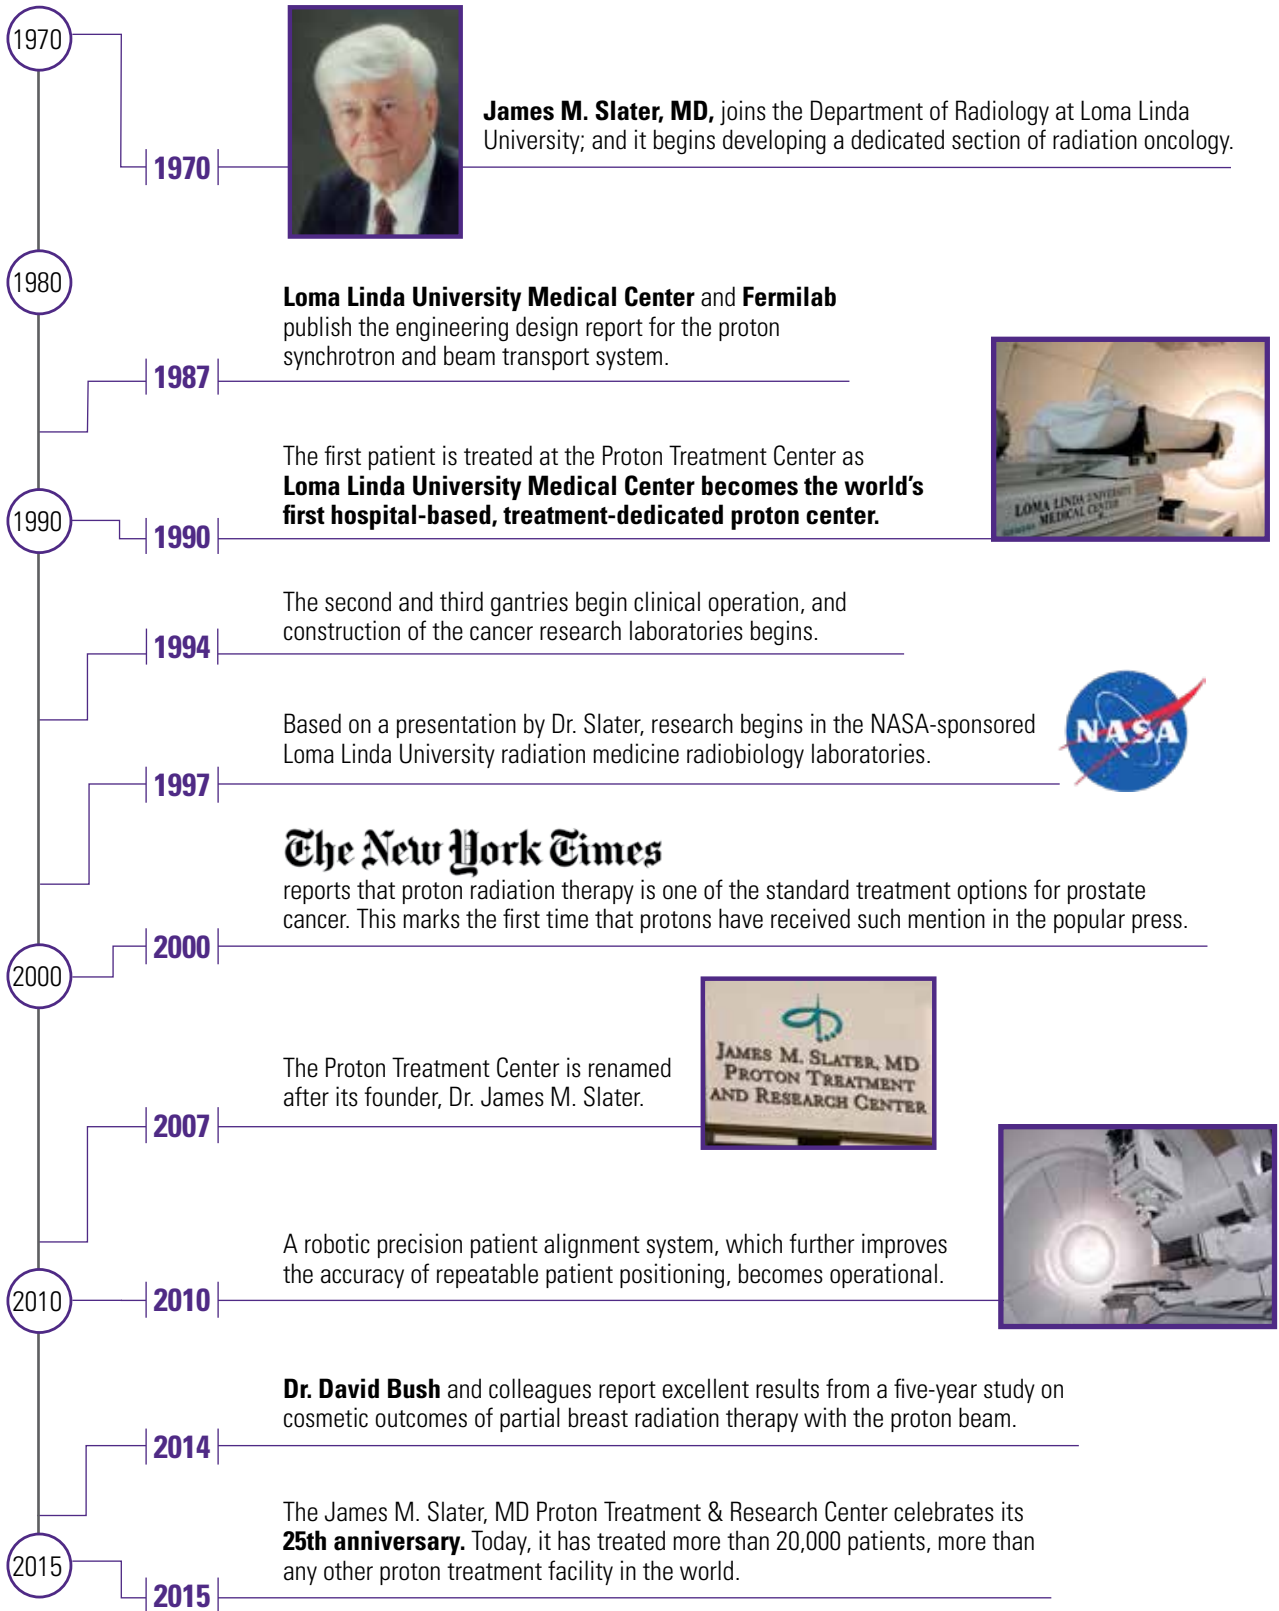 1970
James M. Slater, MD, joins the Department of Radiology at Loma Linda
University; and it begins developing a dedicated section of radiation oncology.
1970
1980
Loma Linda University Medical Center and Fermilab
publish the engineering design report for the proton
synchrotron and beam transport system.
1987
LOMA LINDA UNIVERSITY
MEDICAL CENTER
The first patient is treated at the Proton Treatment Center as
Loma Linda University Medical Center becomes the world's
first hospital-based, treatment-dedicated proton center.
1990
1990
The second and third gantries begin clinical operation, and
construction of the cancer research laboratories begins.
1994
NASA
Based on a presentation by Dr. Slater, research begins in the NASA-sponsored
Loma Linda University radiation medicine radiobiology laboratories.
1997
The New York Times
reports that proton radiation therapy is one of the standard treatment options for prostate
cancer. This marks the first time that protons have received such mention in the popular press.
2000
2000
JAMES M. SLATER, MD
PROTON TREATMENT
AND RESEARCH CENTER
The Proton Treatment Center is renamed
after its founder, Dr. James M. Slater.
2007
A robotic precision patient alignment system, which further improves
the accuracy of repeatable patient positioning, becomes operational.
2010
2010
Dr. David Bush and colleagues report excellent results from a five-year study on
cosmetic outcomes of partial breast radiation therapy with the proton beam.
2014
The James M. Slater, MD Proton Treatment & Research Center celebrates its
25th anniversary. Today, it has treated more than 20,000 patients, more than
any other proton treatment facility in the world.
2015
2015